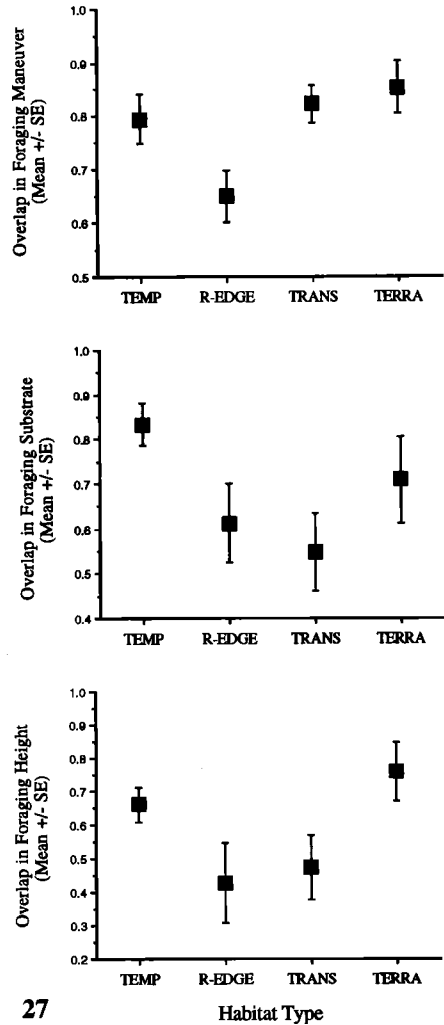 Overlap in Foraging Maneuver
(Mean +/- SE)
1.0
0.9
0.8
0.7
0.6
0.5
TEMP R-EDGE TRANS TERRA
Overlap in Foraging Substrate
(Mean +/- SE)
1.0
0.9
0.8
0.7
0.6
0.5
0.4
TEMP R-EDGE TRANS TERRA
Overlap in Foraging Height
(Mean +/- SE)
1.0
0.9
0.8
0.7
0.6
0.5
0.4
0.3
0.2
TEMP R-EDGE TRANS TERRA
27 Habitat Type